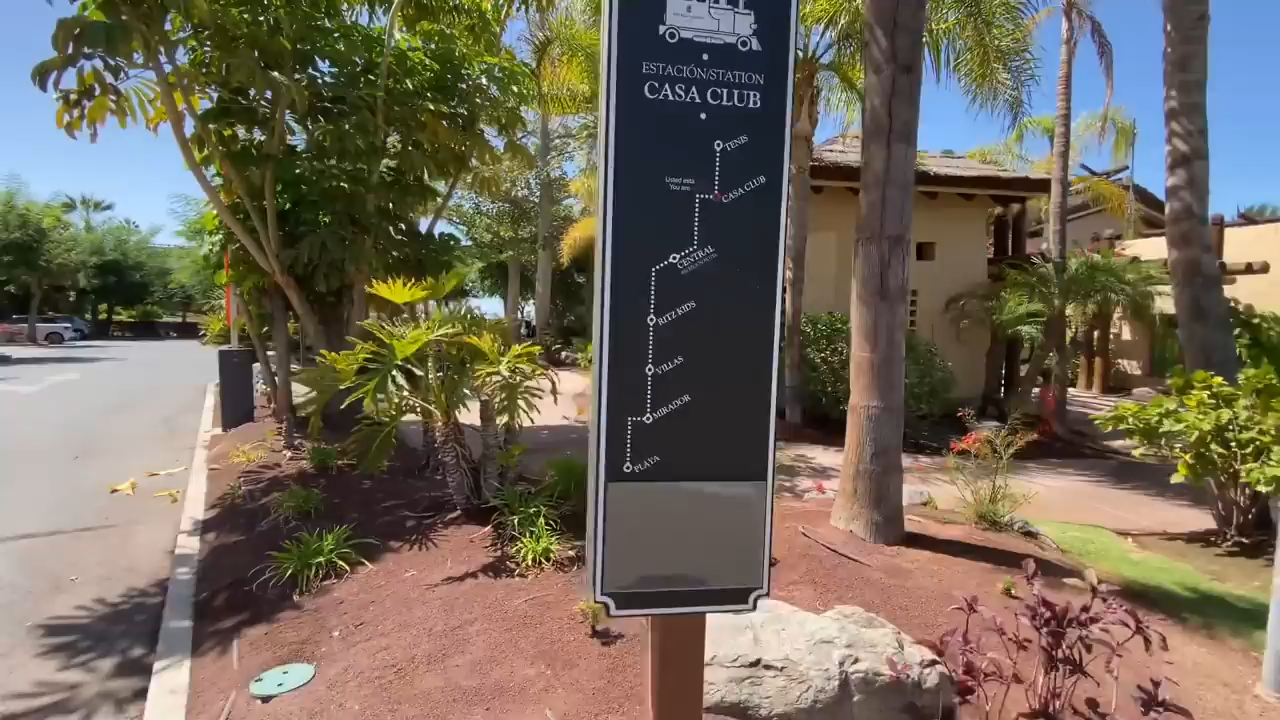 ESTACIÓN/STATION
CASA CLUB
TENIS
Usted está
You are
CASA CLUB
CENTRAL
RITZ KIDS
VILLAS
MIRADOR
PLAYA